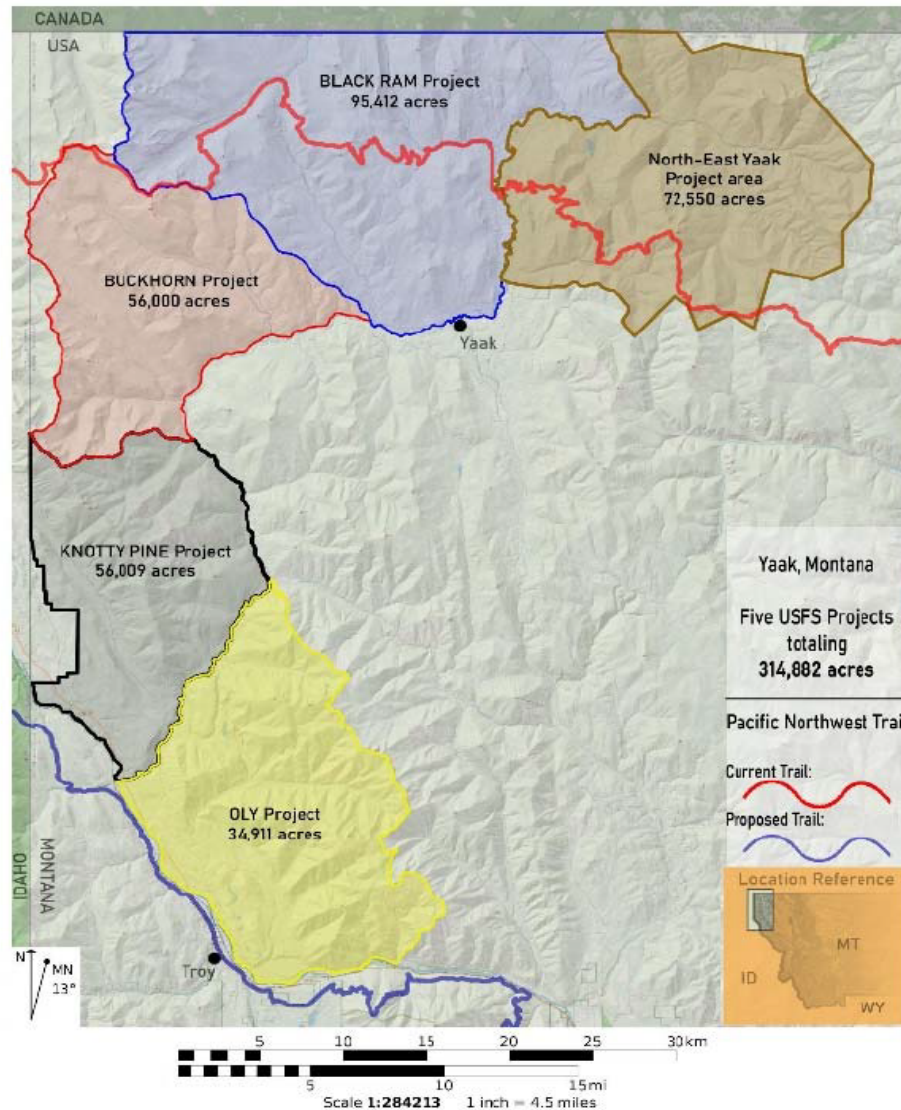 CANADA
USA
BLACK RAM Project
95,412 acres
North-East Yaak
Project area
72,550 acres
BUCKHORN Project
56,000 acres
Yaak
KNOTTY PINE Project
56,009 acres
Yaak, Montana
Five USFS Projects
totaling
314,882 acres
Pacific Northwest Trail
Current Trail:
Proposed Trail:
OLY Project
34,911 acres
IDAHO
MONTANA
Location Reference
MT
ID
WY
N
MN
13°
Troy
5 10 15 20 25 30km
5 10 15mi
Scale 1:284213 1 inch = 4.5 miles